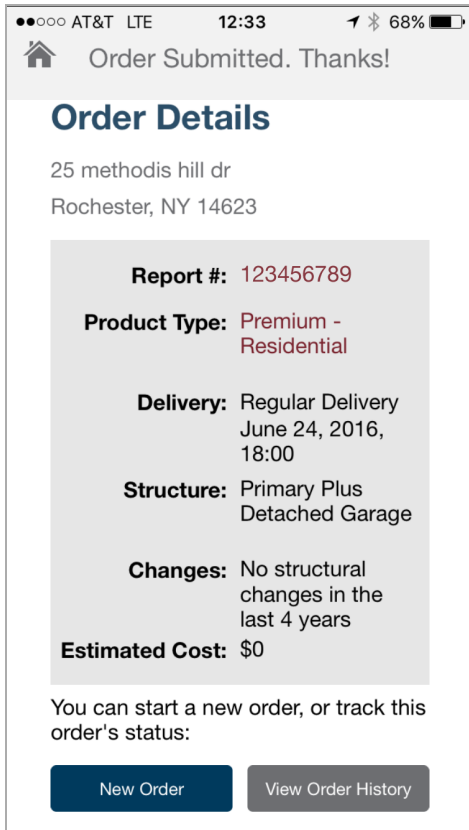 AT&T LTE 12:33 68%
Order Submitted. Thanks!
Order Details
25 methodis hill dr
Rochester, NY 14623
Report #: 123456789
Product Type: Premium -
Residential
Delivery: Regular Delivery
June 24, 2016,
18:00
Structure: Primary Plus
Detached Garage
Changes: No structural
changes in the
last 4 years
Estimated Cost: $0
You can start a new order, or track this
order's status:
New Order View Order History